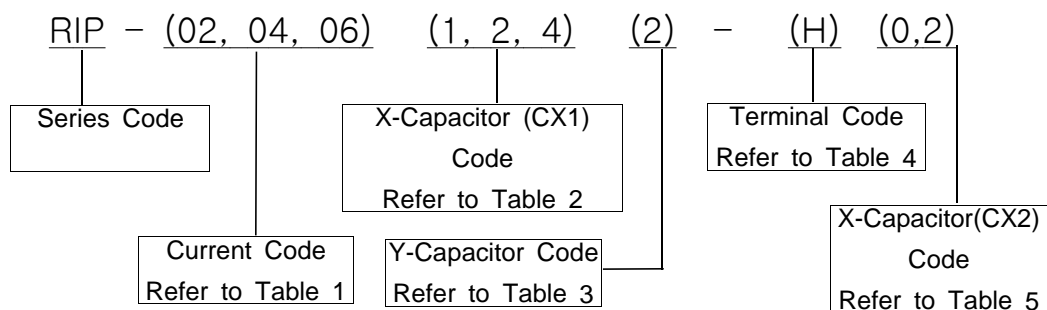 RIP - (02, 04, 06) (1, 2, 4) (2) - (H) (0,2)
Series Code
X-Capacitor (CX1)
Code
Refer to Table 2
Terminal Code
Refer to Table 4
Current Code
Refer to Table 1
Y-Capacitor Code
Refer to Table 3
X-Capacitor(CX2)
Code
Refer to Table 5